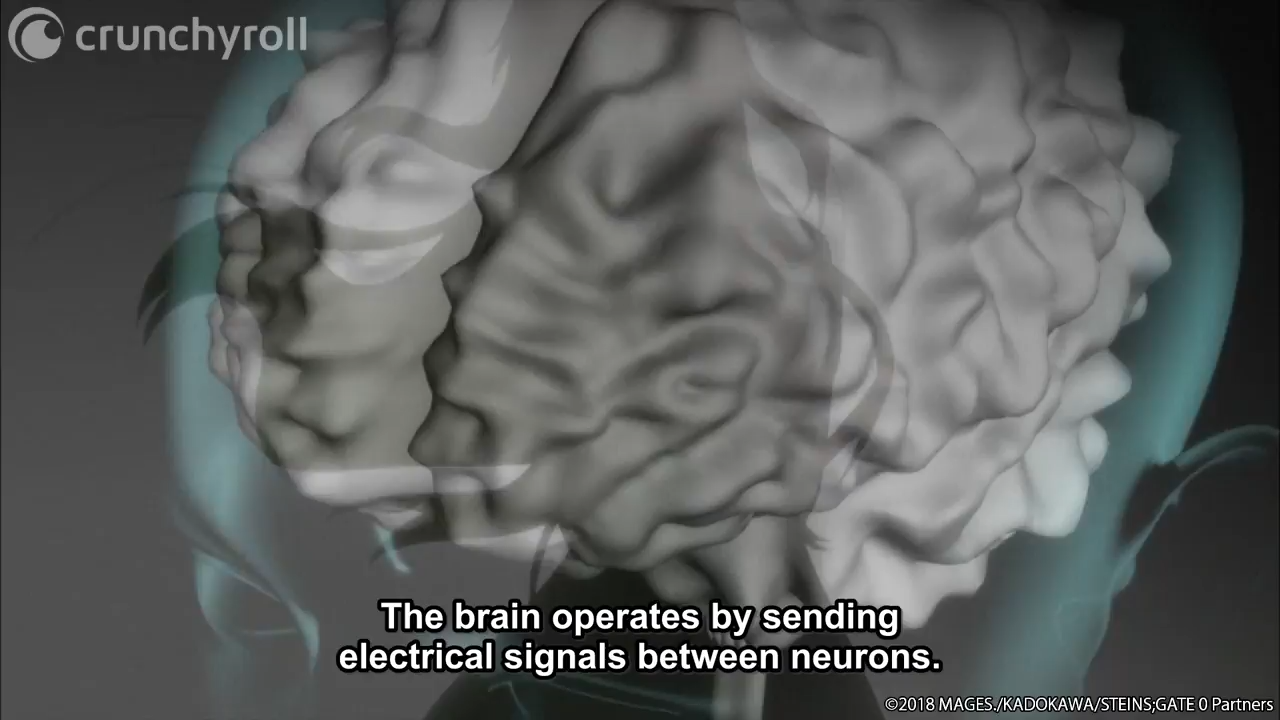 crunchyroll
The brain operates by sending
electrical signals between neurons.
©2018 MAGES./KADOKAWA/STEINS;GATE 0 Partners